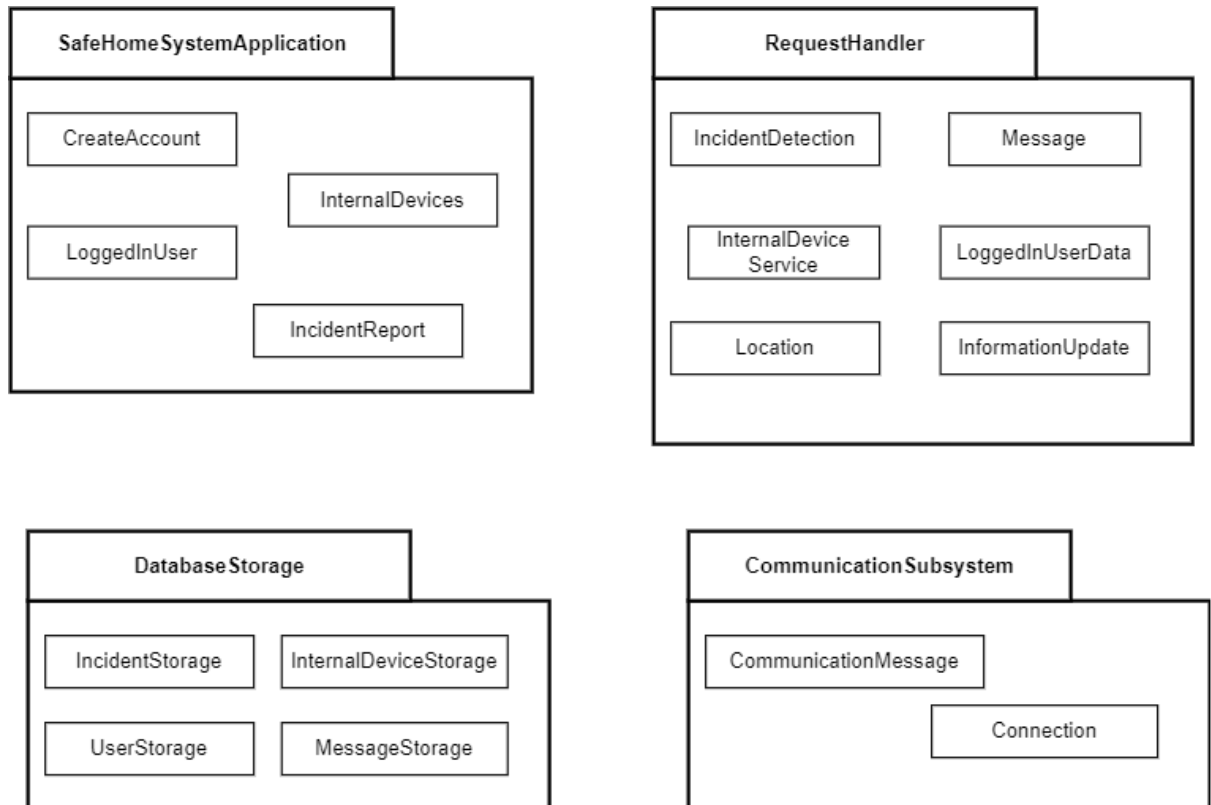 SafeHomeSystemApplication
CreateAccount
InternalDevices
LoggedInUser
IncidentReport
RequestHandler
IncidentDetection
Message
InternalDevice
Service
LoggedInUserData
Location
InformationUpdate
DatabaseStorage
IncidentStorage
InternalDeviceStorage
UserStorage
MessageStorage
CommunicationSubsystem
CommunicationMessage
Connection